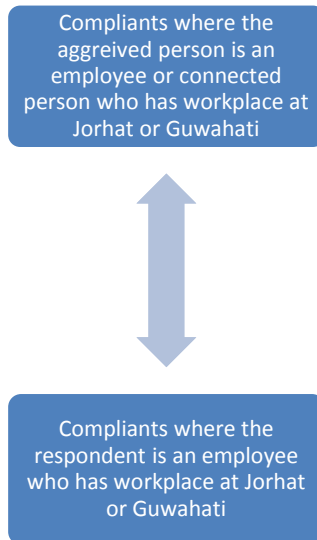 Compliants where the
aggreived person is an
employee or connected
person who has workplace at
Jorhat or Guwahati
Compliants where the
respondent is an employee
who has workplace at Jorhat
or Guwahati